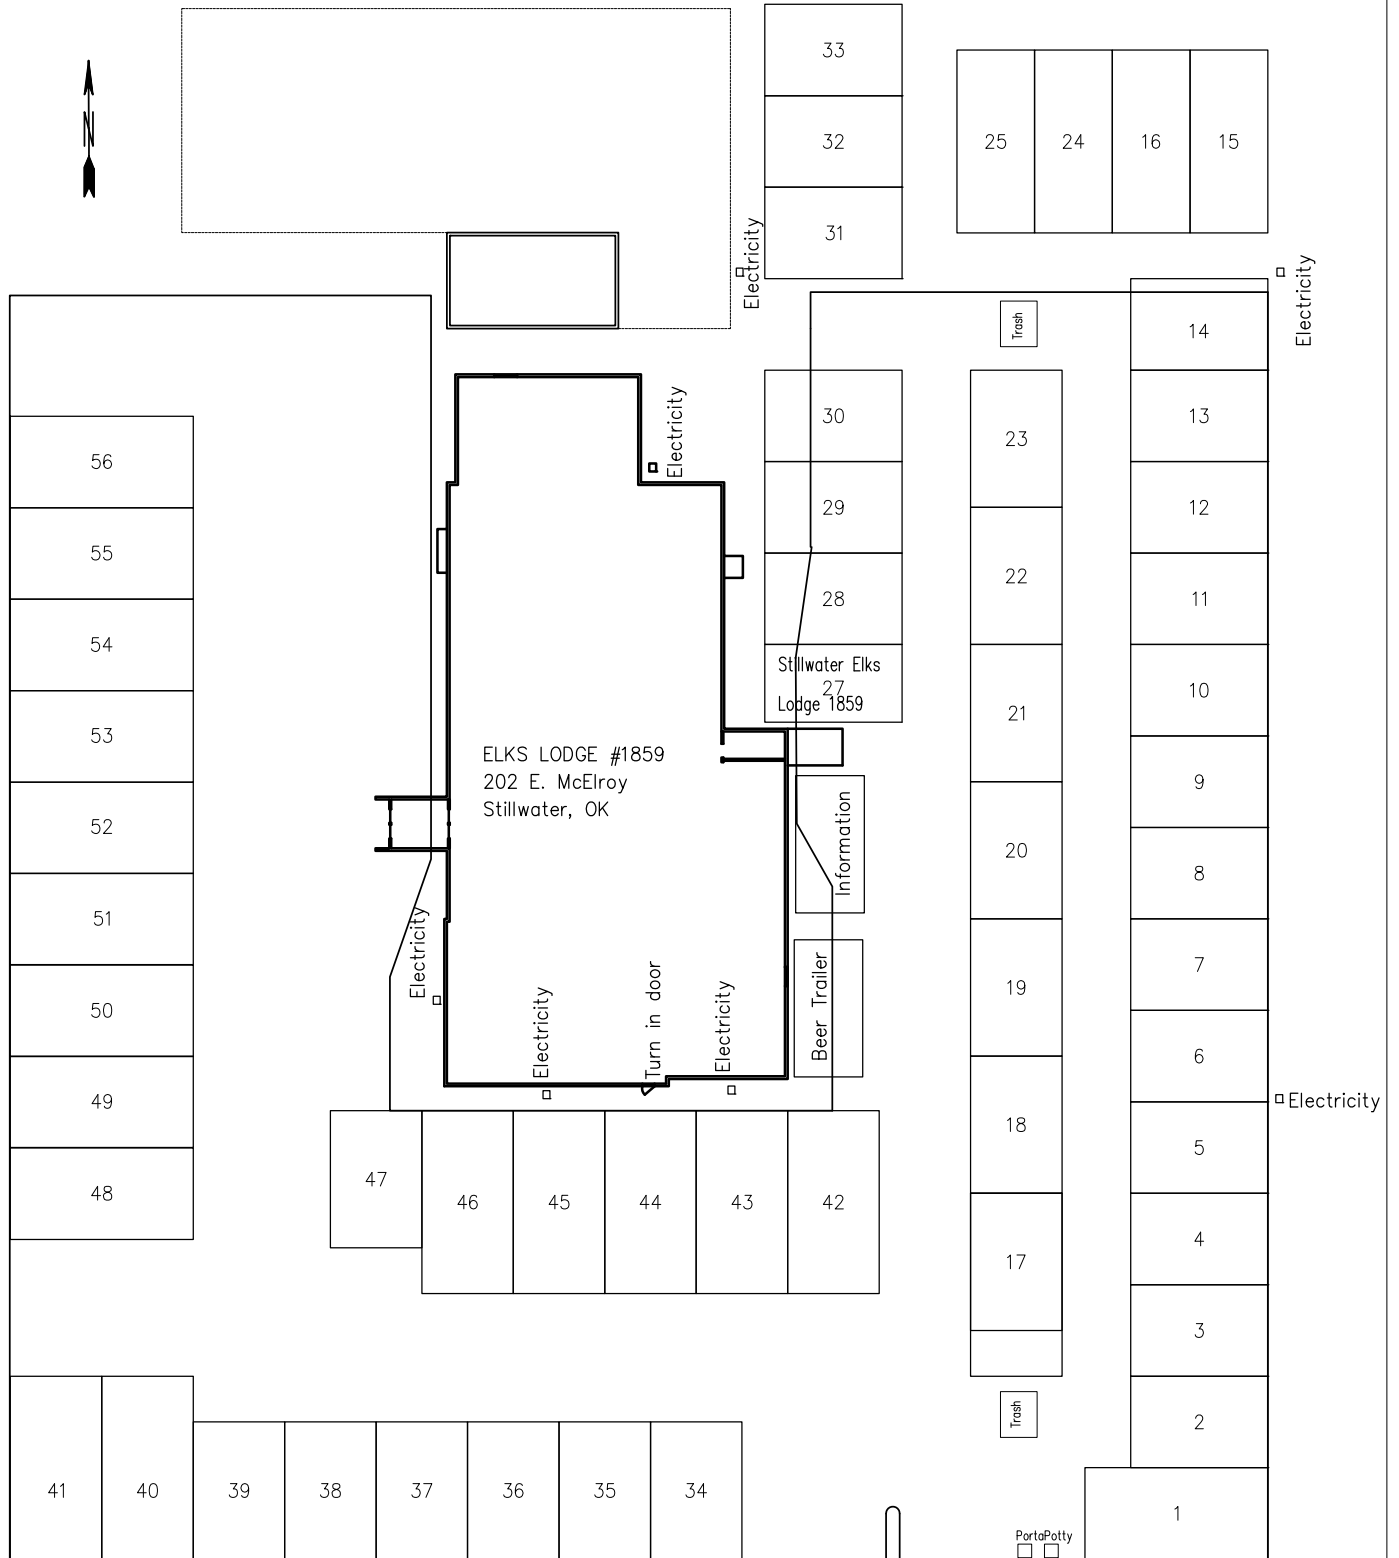 33
N
25
24
16
15
32
31
Electricity
Electricity
14
Trash
30
13
23
Electricity
56
29
12
55
22
28
11
54
Stillwater Elks
27
Lodge 1859
10
21
53
ELKS LODGE #1859
202 E. McElroy
Stillwater, OK
9
52
Information
20
8
51
Electricity
7
19
Beer Trailer
50
Electricity
Turn in door
Electricity
6
49
Electricity
18
5
48
47
46
45
44
43
42
4
17
3
Trash
2
41
40
39
38
37
36
35
34
1
PortaPotty